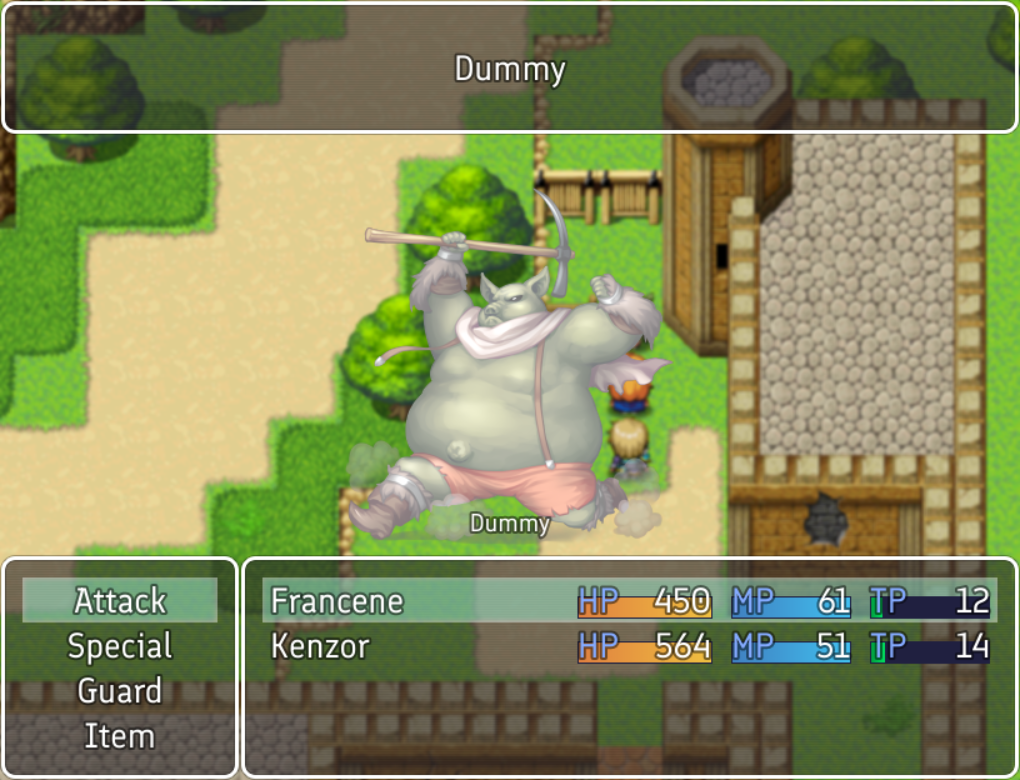 Dummy
Dummy
Attack
Special
Guard
Item
Francene HP 450 MP 61 TP 12
Kenzor HP 564 MP 51 TP 14